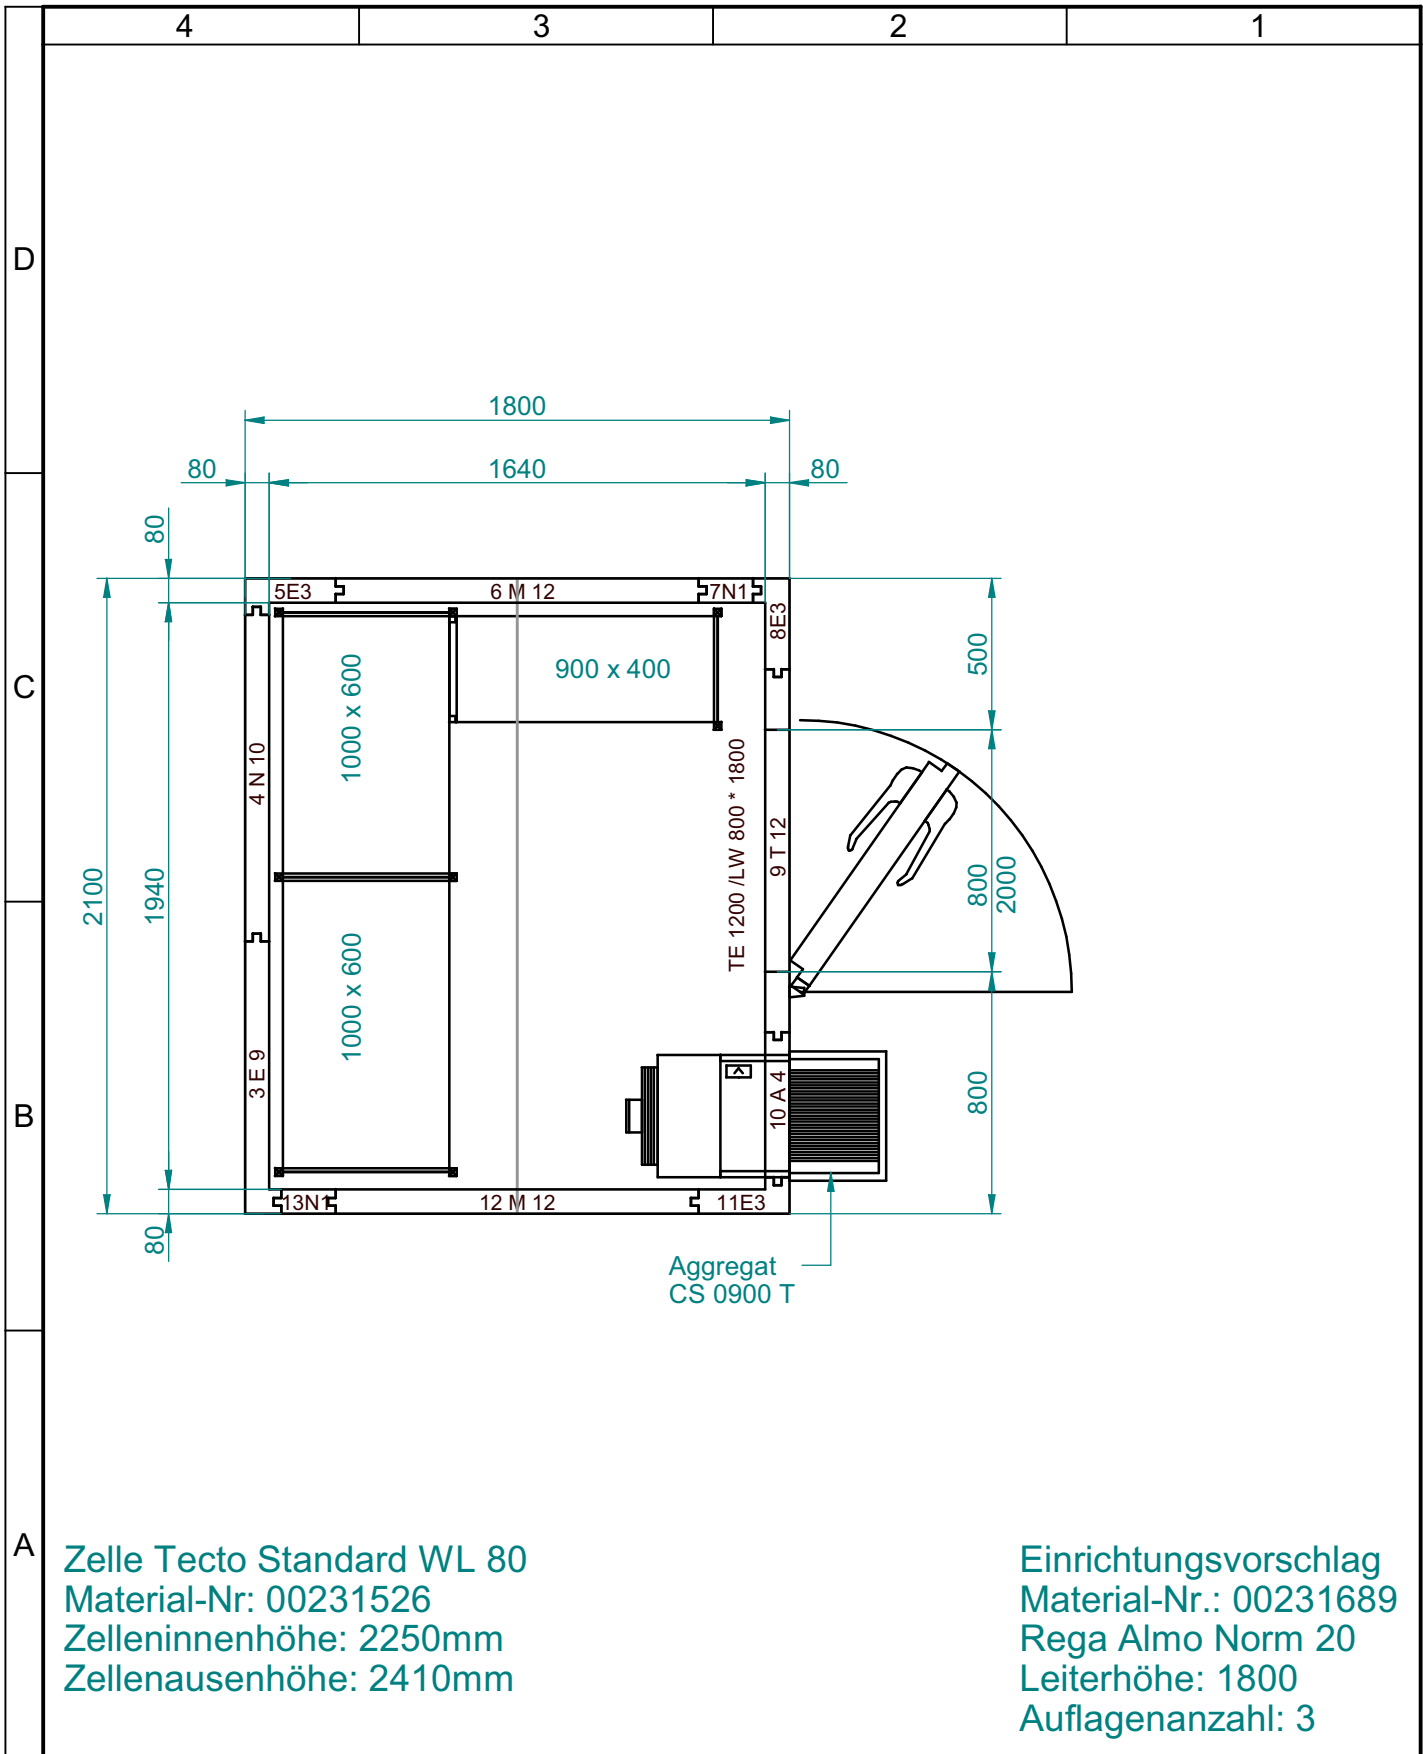 4 3 2 1
D
C
B
A
1800
80 1640 80
80
5E3 6 M 12 7N1
8E3
500
1000 x 600
900 x 400
4 N 10
TE 1200 /LW 800 * 1800
9 T 12
2100
1940
800
2000
1000 x 600
3 E 9
10 A 4
800
13N1 12 M 12 11E3
80
Aggregat
CS 0900 T
Zelle Tecto Standard WL 80
Material-Nr: 00231526
Zelleninnenhöhe: 2250mm
Zellenausenhöhe: 2410mm
Einrichtungsvorschlag
Material-Nr.: 00231689
Rega Almo Norm 20
Leiterhöhe: 1800
Auflagenanzahl: 3